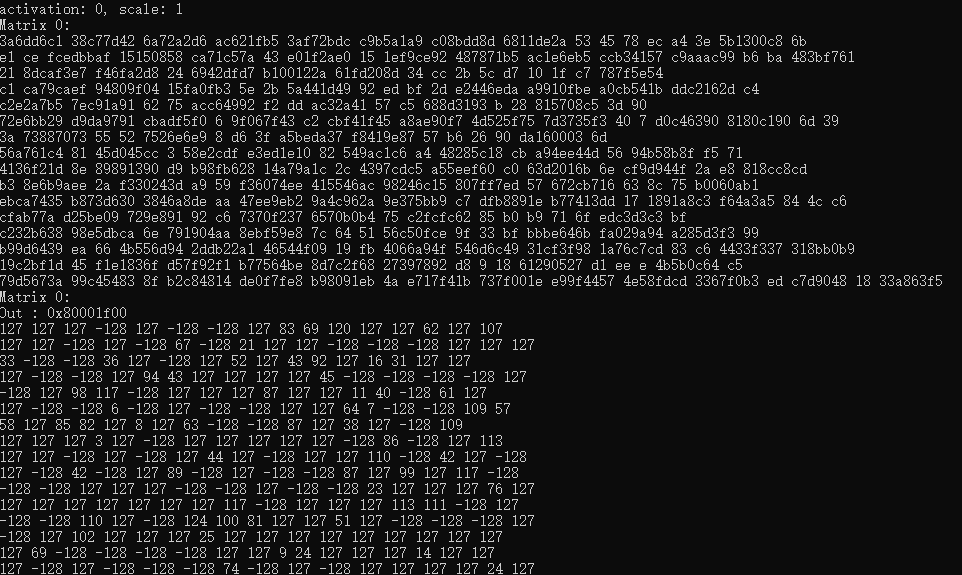 activation: 0, scale: 1
Matrix 0:
3a6dd6c1 38c77d42 6a72a2d6 ac621fb5 3af72bdc c9b5a1a9 c08bdd8d 6811de2a 53 45 78 ec a4 3e 5b1300c8 6b
e1 ce fcedbbaf 15150858 ca71c57a 43 e01f2ae0 15 1ef9ce92 487871b5 ac1e6eb5 ccb34157 c9aaac99 b6 ba 483bf761
21 8dcaf3e7 f46fa2d8 24 6942dfd7 b100122a 61fd208d 34 cc 2b 5c d7 10 1f c7 787f5e54
c1 ca79caef 94809f04 15fa0fb3 5e 2b 5a441d49 92 ed bf 2d e2446eda a9910fbe a0cb541b ddc2162d c4
c2e2a7b5 7ec91a91 62 75 acc64992 f2 dd ac32a41 57 c5 688d3193 b 28 815708c5 3d 90
72e6bb29 d9da9791 cbadf5f0 6 9f067f43 c2 cbf41f45 a8ae90f7 4d525f75 7d3735f3 40 7 d0c46390 8180c190 6d 39
3a 73887073 55 52 7526e6e9 8 d6 3f a5beda37 f8419e87 57 b6 26 90 da160003 6d
56a761c4 81 45d045cc 3 58e2cdf e3ed1e10 82 549ac1c6 a4 48285c18 cb a94ee44d 56 94b58b8f f5 71
4136f21d 8e 89891390 d9 b98fb628 14a79a1c 2c 4397cdc5 a55eef60 c0 63d2016b 6e cf9d944f 2a e8 818cc8cd
b3 8e6b9aee 2a f330243d a9 59 f36074ee 415546ac 98246c15 807ff7ed 57 672cb716 63 8c 75 b0060ab1
ebca7435 b873d630 3846a8de aa 47ee9eb2 9a4c962a 9e375bb9 c7 dfb8891e b77413dd 17 1891a8c3 f64a3a5 84 4c c6
cfab77a d25be09 729e891 92 c6 7370f237 6570b0b4 75 c2fcfc62 85 b0 b9 71 6f edc3d3c3 bf
c232b638 98e5dbca 6e 791904aa 8ebf59e8 7c 64 51 56c50fce 9f 33 bf bbbe646b fa029a94 a285d3f3 99
b99d6439 ea 66 4b556d94 2ddb22a1 46544f09 19 fb 4066a94f 546d6c49 31cf3f98 1a76c7cd 83 c6 4433f337 318bb0b9
19c2bf1d 45 f1e1836f d57f92f1 b77564be 8d7c2f68 27397892 d8 9 18 61290527 d1 ee e 4b5b0c64 c5
79d5673a 99c45483 8f b2c84814 de0f7fe8 b98091eb 4a e717f41b 737f001e e99f4457 4e58fdcd 3367f0b3 ed c7d9048 18 33a863f5
Matrix 0:
Out : 0x80001f00
127 127 127 -128 127 -128 -128 127 83 69 120 127 127 62 127 107
127 127 -128 127 -128 67 -128 21 127 127 -128 -128 -128 127 127 127
33 -128 -128 36 127 -128 127 52 127 43 92 127 16 31 127 127
127 -128 -128 127 94 43 127 127 127 127 45 -128 -128 -128 -128 127
-128 127 98 117 -128 127 127 127 87 127 127 11 40 -128 61 127
127 -128 -128 6 -128 127 -128 -128 127 127 64 7 -128 -128 109 57
58 127 85 82 127 8 127 63 -128 -128 87 127 38 127 -128 109
127 127 127 3 127 -128 127 127 127 127 127 -128 86 -128 127 113
127 127 -128 127 -128 127 44 127 -128 127 127 110 -128 42 127 -128
127 -128 42 -128 127 89 -128 127 -128 -128 87 127 99 127 117 -128
-128 -128 127 127 127 -128 -128 127 -128 -128 23 127 127 127 76 127
127 127 127 127 127 127 127 117 -128 127 127 127 113 111 -128 127
-128 -128 110 127 -128 124 100 81 127 127 51 127 -128 -128 -128 127
-128 127 102 127 127 127 25 127 127 127 127 127 127 127 127 127
127 69 -128 -128 -128 -128 127 127 9 24 127 127 127 14 127 127
127 -128 127 -128 -128 -128 74 -128 127 -128 127 127 127 127 24 127